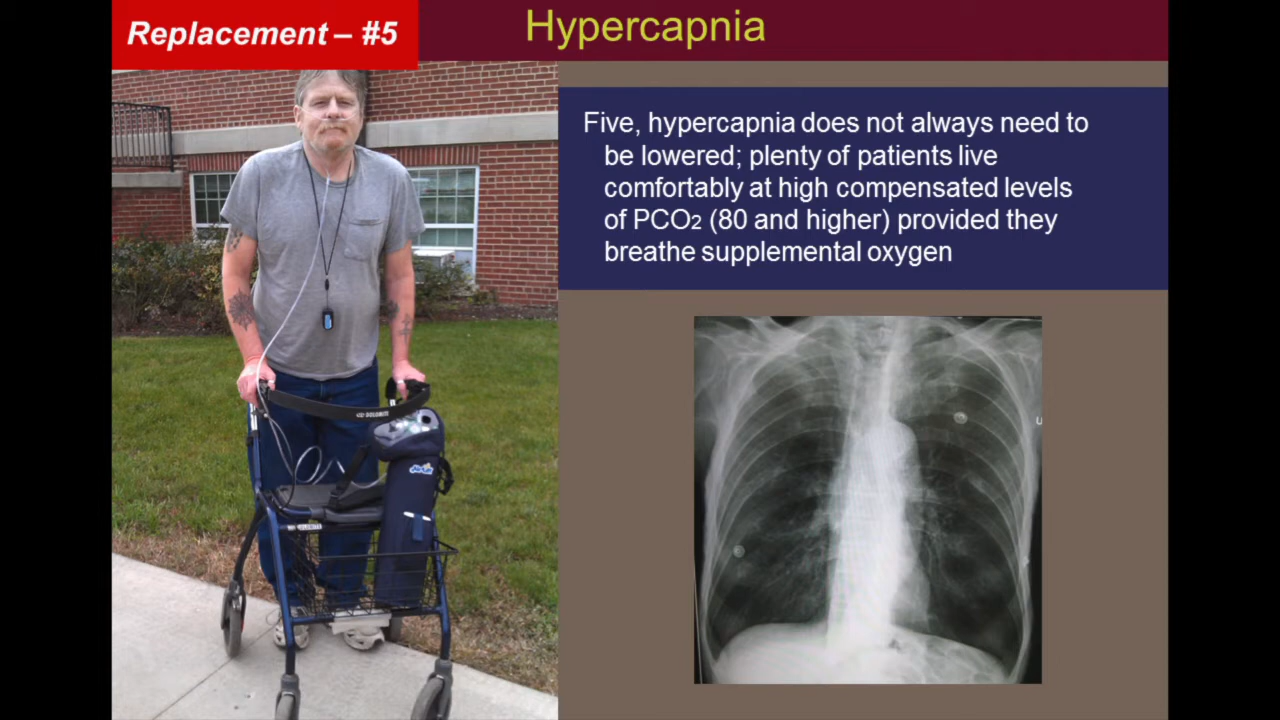 Replacement – #5
Hypercapnia
Five, hypercapnia does not always need to
be lowered; plenty of patients live
comfortably at high compensated levels
of PCO2 (80 and higher) provided they
breathe supplemental oxygen
DOLOMITE